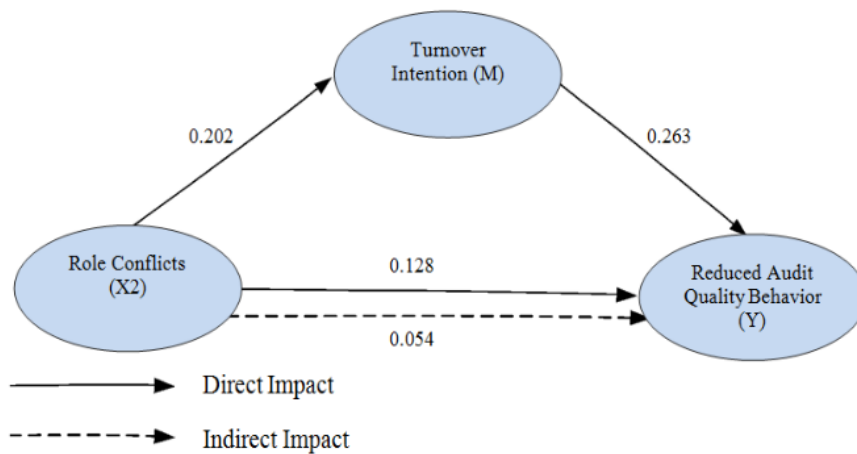 Turnover
Intention (M)
0.202
0.263
Role Conflicts
(X2)
0.128
Reduced Audit
Quality Behavior
(Y)
0.054
Direct Impact
Indirect Impact